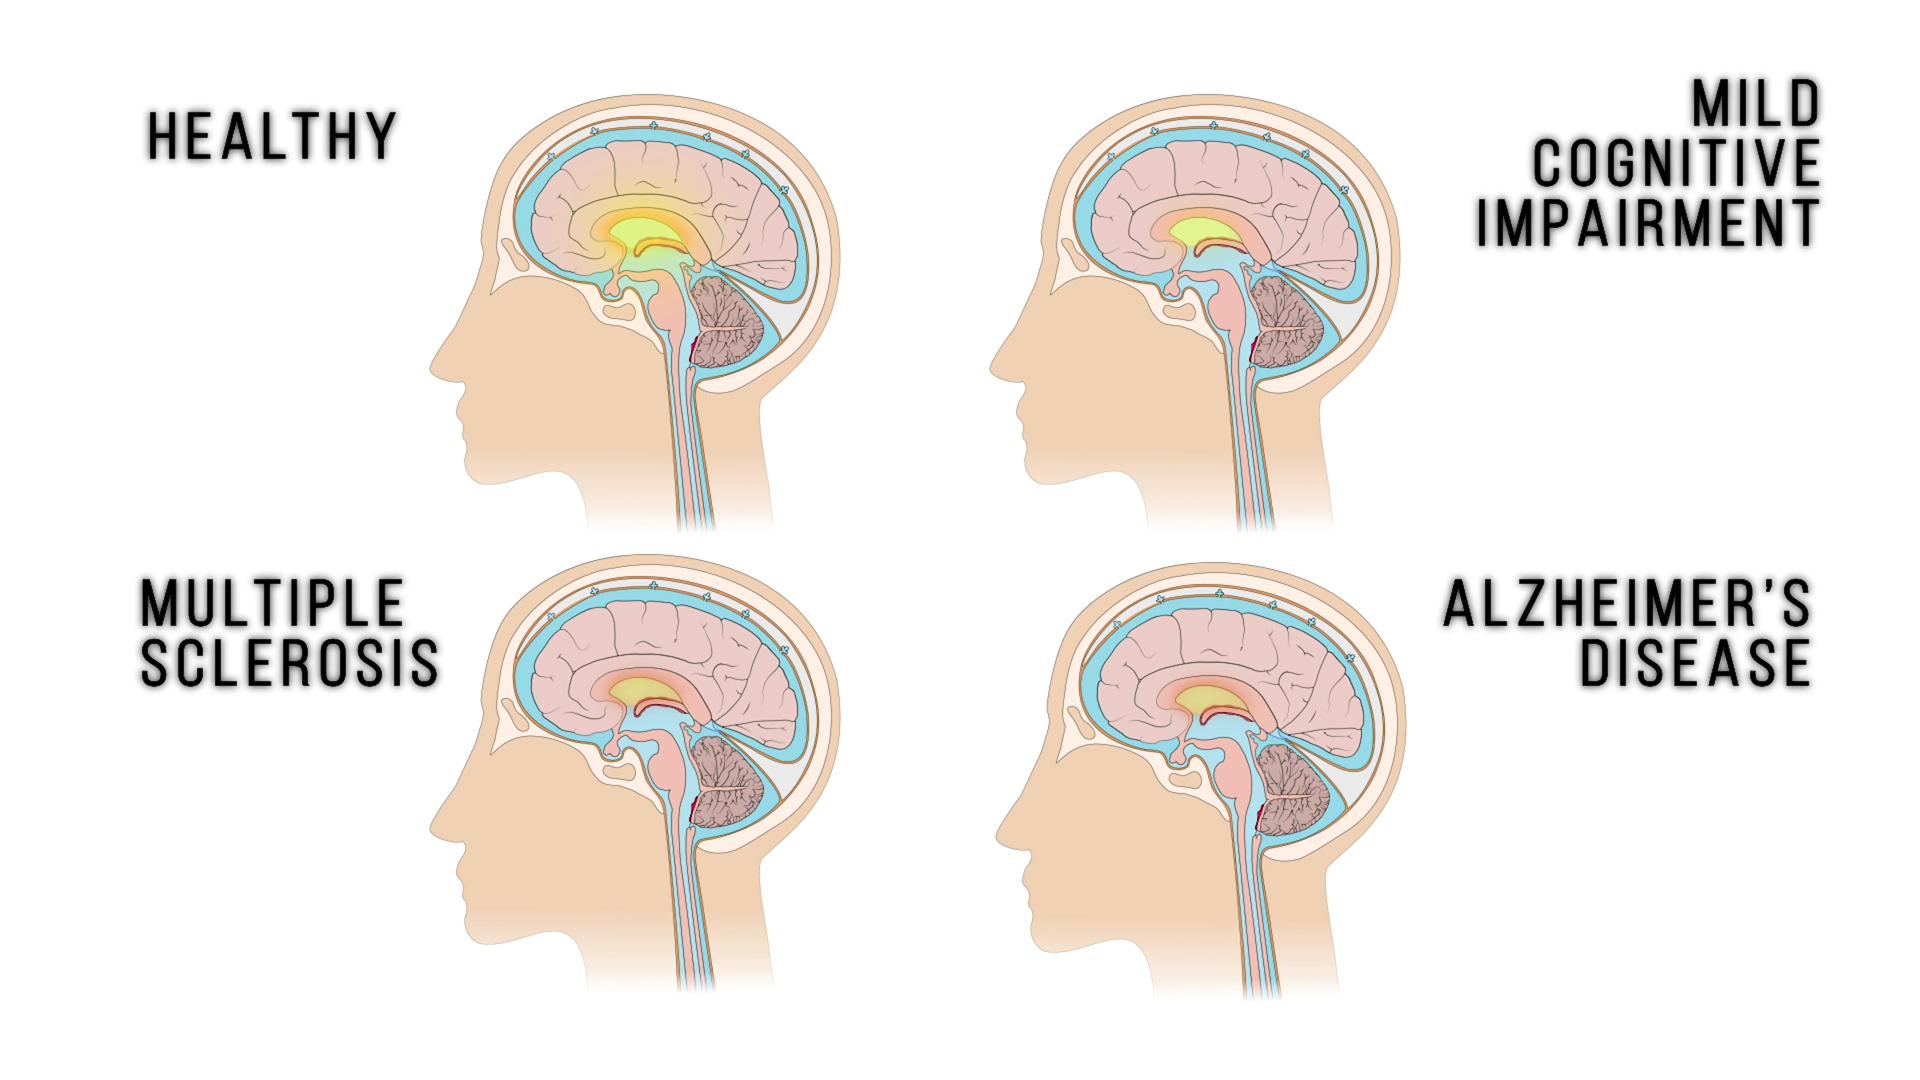 HEALTHY
MILD
COGNITIVE
IMPAIRMENT
MULTIPLE
SCLEROSIS
ALZHEIMER'S
DISEASE